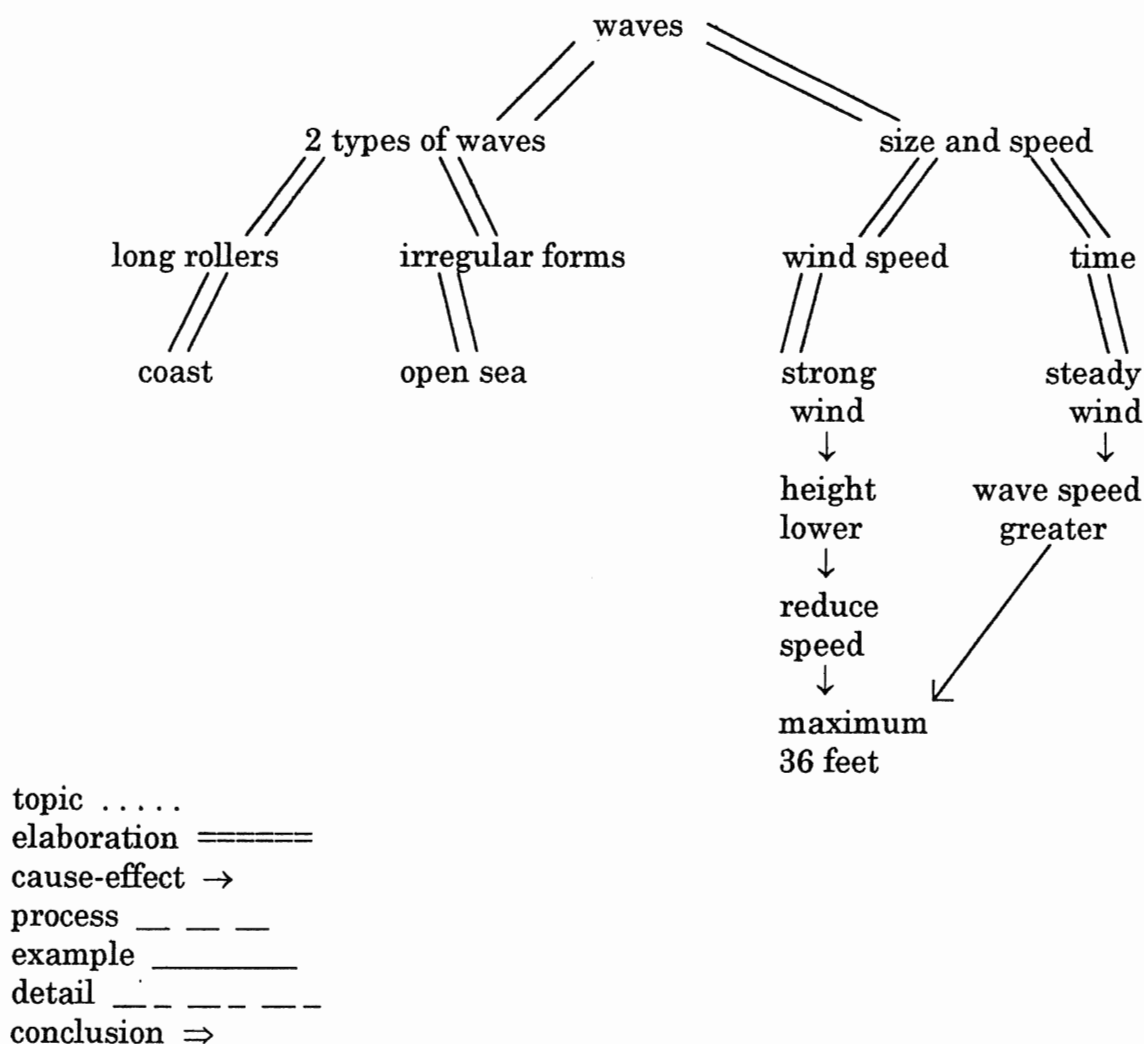 waves
2 types of waves
size and speed
long rollers
irregular forms
wind speed
time
coast
open sea
strong
wind
steady
wind
height
lower
wave speed
greater
reduce
speed
maximum
36 feet
topic . . . . .
elaboration ======
cause-effect →
process __ __ __
example ________
detail __ _ __ _ __ _
conclusion ⇒